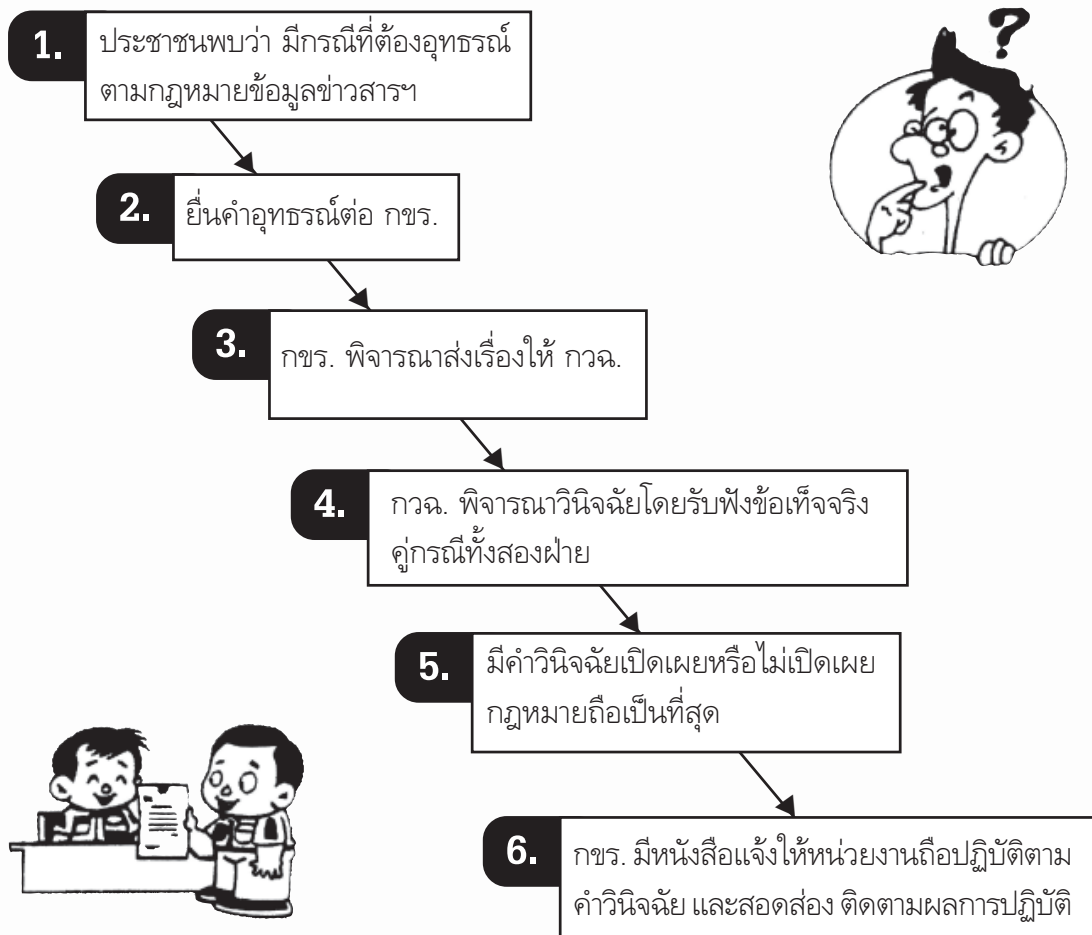 1.
ประชาชนพบว่า มีกรณีที่ต้องอุทธรณ์
ตามกฎหมายข้อมูลข่าวสารฯ
?
2.
ยื่นคำอุทธรณ์ต่อ กขร.
3.
กขร. พิจารณาส่งเรื่องให้ กวฉ.
4.
กวฉ. พิจารณาวินิจฉัยโดยรับฟังข้อเท็จจริง
คู่กรณีทั้งสองฝ่าย
5.
มีคำวินิจฉัยเปิดเผยหรือไม่เปิดเผย
กฎหมายถือเป็นที่สุด
6.
กขร. มีหนังสือแจ้งให้หน่วยงานถือปฏิบัติตาม
คำวินิจฉัย และสอดส่อง ติดตามผลการปฏิบัติ